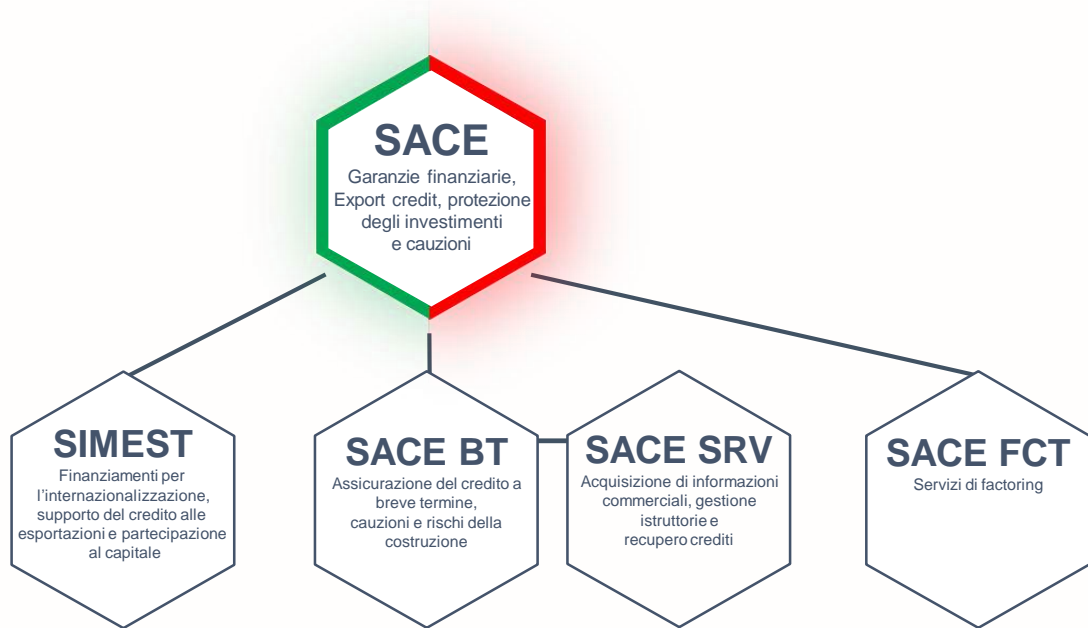 SACE
Garanzie finanziarie,
Export credit, protezione
degli investimenti
e cauzioni
SIMEST
Finanziamenti per
l'internalizzazione,
supporto del credito alle
esportazioni e partecipazione
al capitale
SACE BT
Assicurazione del credito a
breve termine,
cauzioni e rischi della
costruzione
SACE SRV
Acquisizione di informazioni
commerciali, gestione
istruttorie e
recupero crediti
SACE FCT
Servizi di factoring